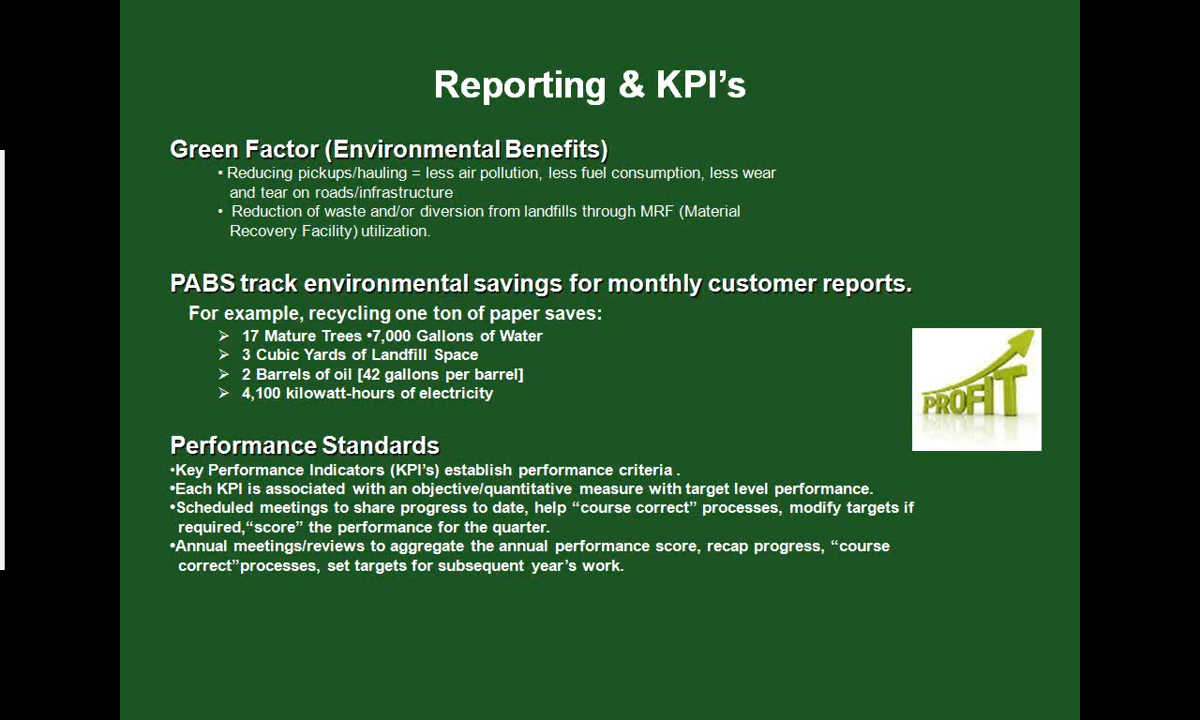 Reporting & KPI’s
Green Factor (Environmental Benefits)
• Reducing pickups/hauling = less air pollution, less fuel consumption, less wear
and tear on roads/infrastructure
• Reduction of waste and/or diversion from landfills through MRF (Material
Recovery Facility) utilization.
PABS track environmental savings for monthly customer reports.
For example, recycling one ton of paper saves:
➢ 17 Mature Trees •7,000 Gallons of Water
➢ 3 Cubic Yards of Landfill Space
➢ 2 Barrels of oil [42 gallons per barrel]
➢ 4,100 kilowatt-hours of electricity
PROFIT
Performance Standards
•Key Performance Indicators (KPI’s) establish performance criteria .
•Each KPI is associated with an objective/quantitative measure with target level performance.
•Scheduled meetings to share progress to date, help “course correct” processes, modify targets if
required,“score” the performance for the quarter.
•Annual meetings/reviews to aggregate the annual performance score, recap progress, “course
correct”processes, set targets for subsequent year’s work.